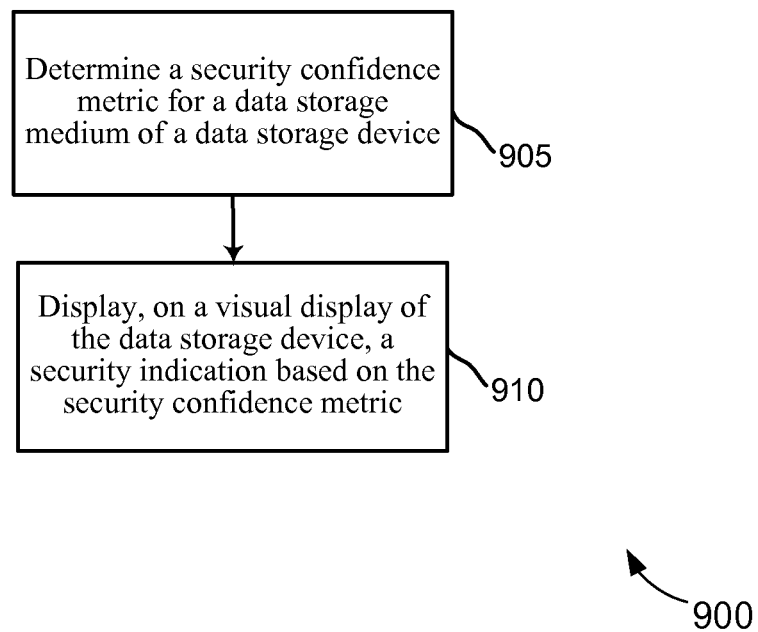 Determine a security confidence
metric for a data storage
medium of a data storage device
905
Display, on a visual display of
the data storage device, a
security indication based on the
security confidence metric
910
900